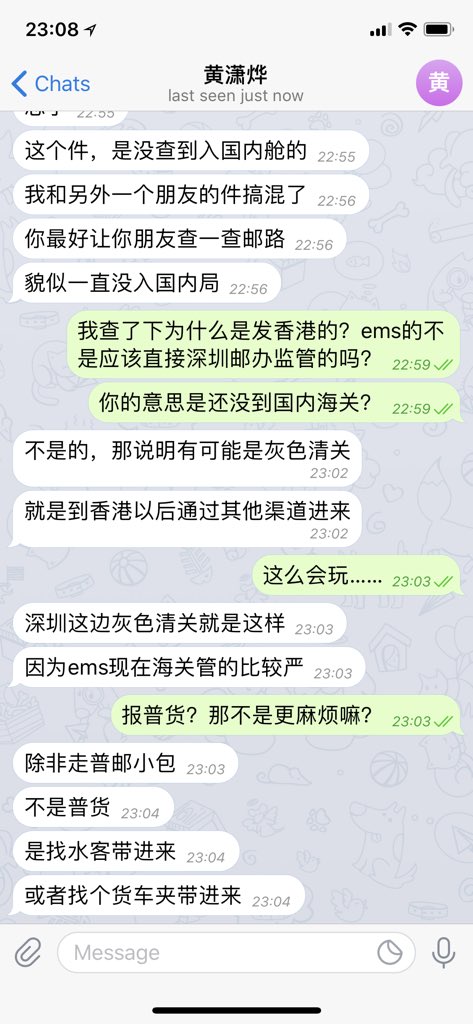 23:08
Chats
黄潇烨
last seen just now
黄
22:55
这个件，是没查到入国内舱的 22:55
我和另外一个朋友的件搞混了 22:56
你最好让你朋友查一查邮路 22:56
貌似一直没入国内局 22:56
我查了下为什么是发香港的？ems的不
是应该直接深圳邮办监管的吗？ 22:59
你的意思是还没到国内海关？ 22:59
不是的，那说明有可能是灰色清关
23:02
就是到香港以后通过其他渠道进来
23:02
这么会玩...... 23:03
深圳这边灰色清关就是这样 23:03
因为ems现在海关管的比较严 23:03
报普货？那不是更麻烦嘛？ 23:03
除非走普邮小包 23:03
不是普货 23:04
是找水客带进来 23:04
或者找个货车夹带进来 23:04
Message